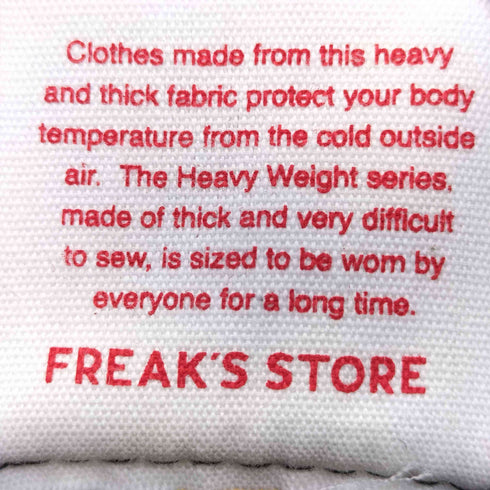 Clothes made from this heavy
and thick fabric protect your body
temperature from the cold outside
air. The Heavy Weight series,
made of thick and very difficult
to sew, is sized to be worn by
everyone for a long time.
FREAK'S STORE